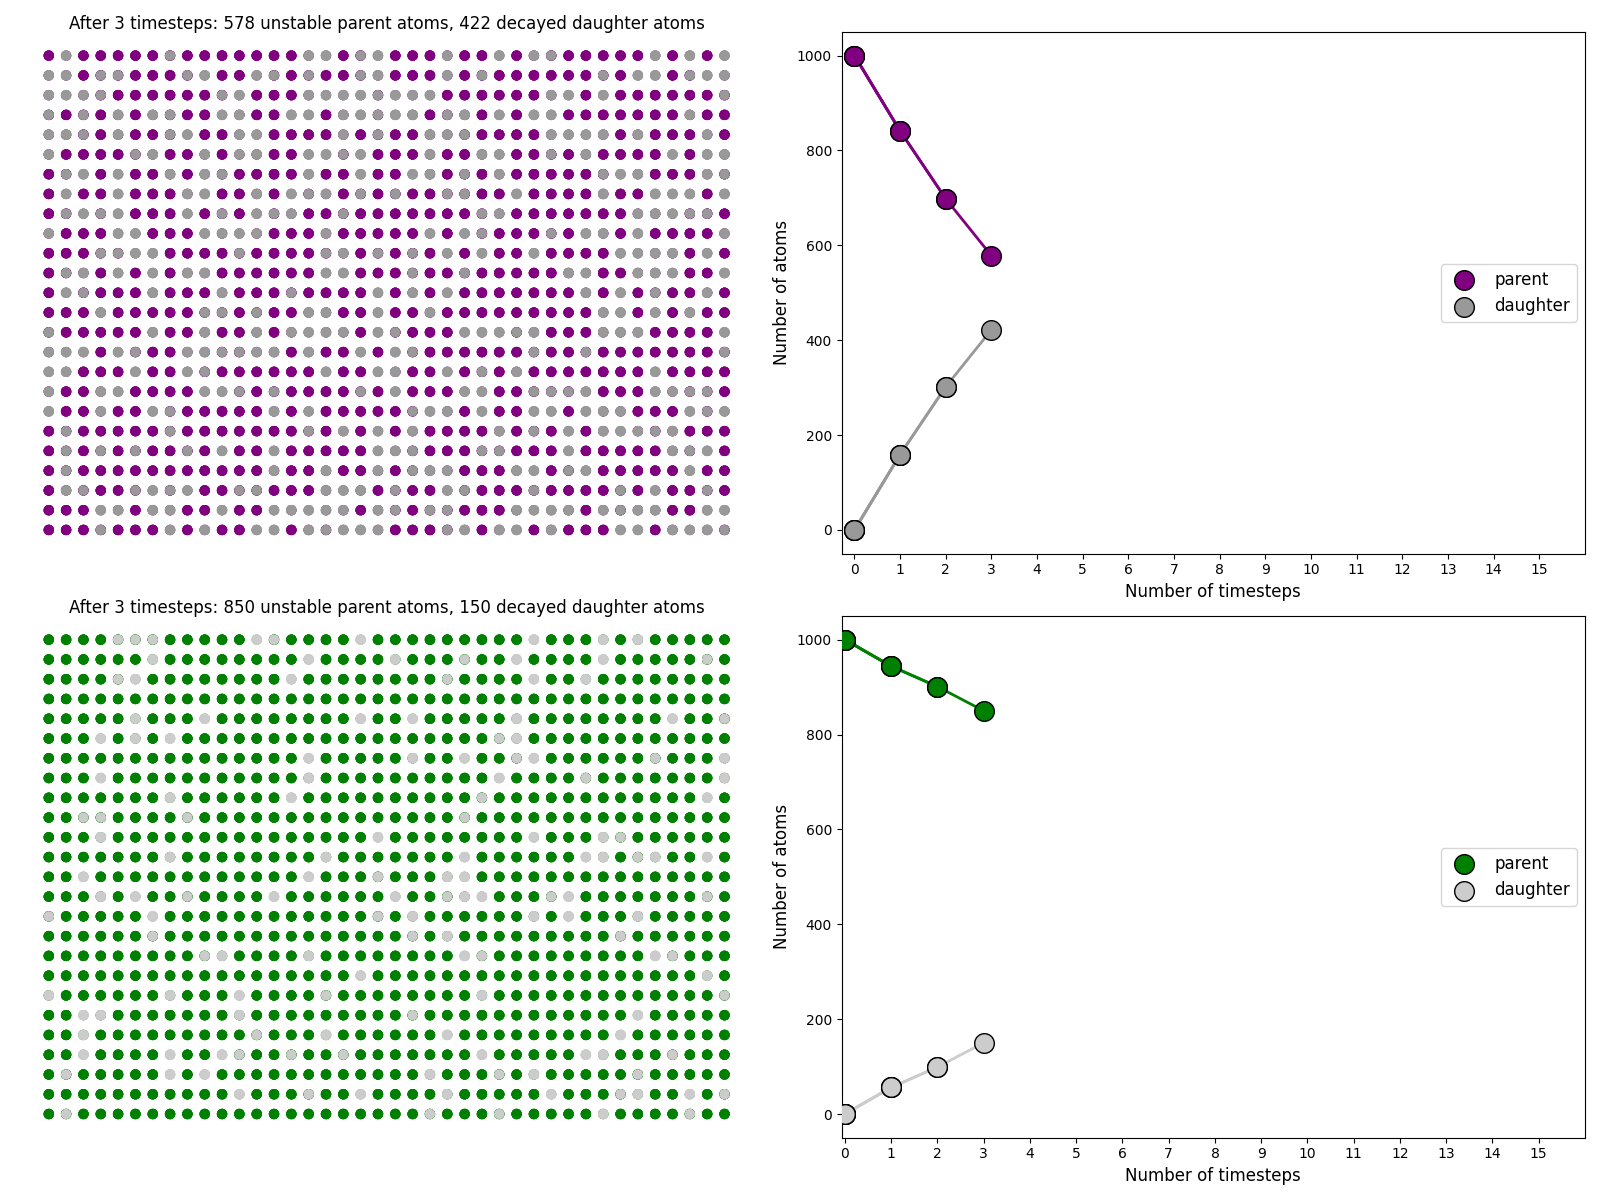 After 3 timesteps: 578 unstable parent atoms, 422 decayed daughter atoms
1000
800
600
400
200
0
Number of atoms
parent
daughter
0 1 2 3 4 5 6 7 8 9 10 11 12 13 14 15
Number of timesteps
After 3 timesteps: 850 unstable parent atoms, 150 decayed daughter atoms
1000
800
600
400
200
0
Number of atoms
parent
daughter
0 1 2 3 4 5 6 7 8 9 10 11 12 13 14 15
Number of timesteps